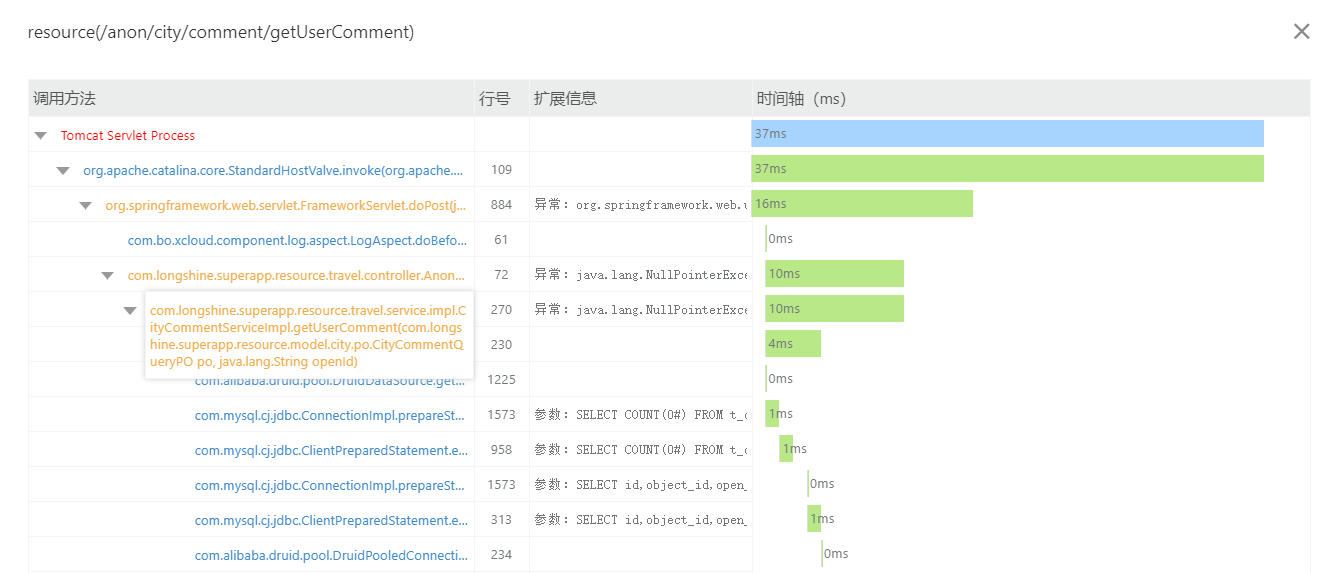 resource(/anon/city/comment/getUserComment)
调用方法 行号 扩展信息 时间轴（ms）
Tomcat Servlet Process 37ms
org.apache.catalina.core.StandardHostValve.invoke(org.apache.... 109 37ms
org.springframework.web.servlet.FrameworkServlet.doPost(j... 884 异常: org.springframework.web.u 16ms
com.bo.xcloud.component.log.aspect.LogAspect.doBefo... 61 0ms
com.longshine.superapp.resource.travel.controller.Anon... 72 异常: java.lang.NullPointerExce 10ms
270 异常: java.lang.NullPointerExce 10ms
com.longshine.superapp.resource.travel.service.impl.C
ityCommentServiceImpl.getUserComment(com.longs
hine.superapp.resource.model.city.po.CityCommentQ
ueryPO po, java.lang.String openId)
230 4ms
com.alibaba.druid.pool.DruidDataSource.get... 1225 0ms
com.mysql.cj.jdbc.ConnectionImpl.prepareSt... 1573 参数: SELECT COUNT(0#) FROM t_c 1ms
com.mysql.cj.jdbc.ClientPreparedStatement.e... 958 参数: SELECT COUNT(0#) FROM t_c 1ms
com.mysql.cj.jdbc.ConnectionImpl.prepareSt... 1573 参数: SELECT id,object_id,open_ 0ms
com.mysql.cj.jdbc.ClientPreparedStatement.e... 313 参数: SELECT id,object_id,open_ 1ms
com.alibaba.druid.pool.DruidPooledConnecti... 234 0ms